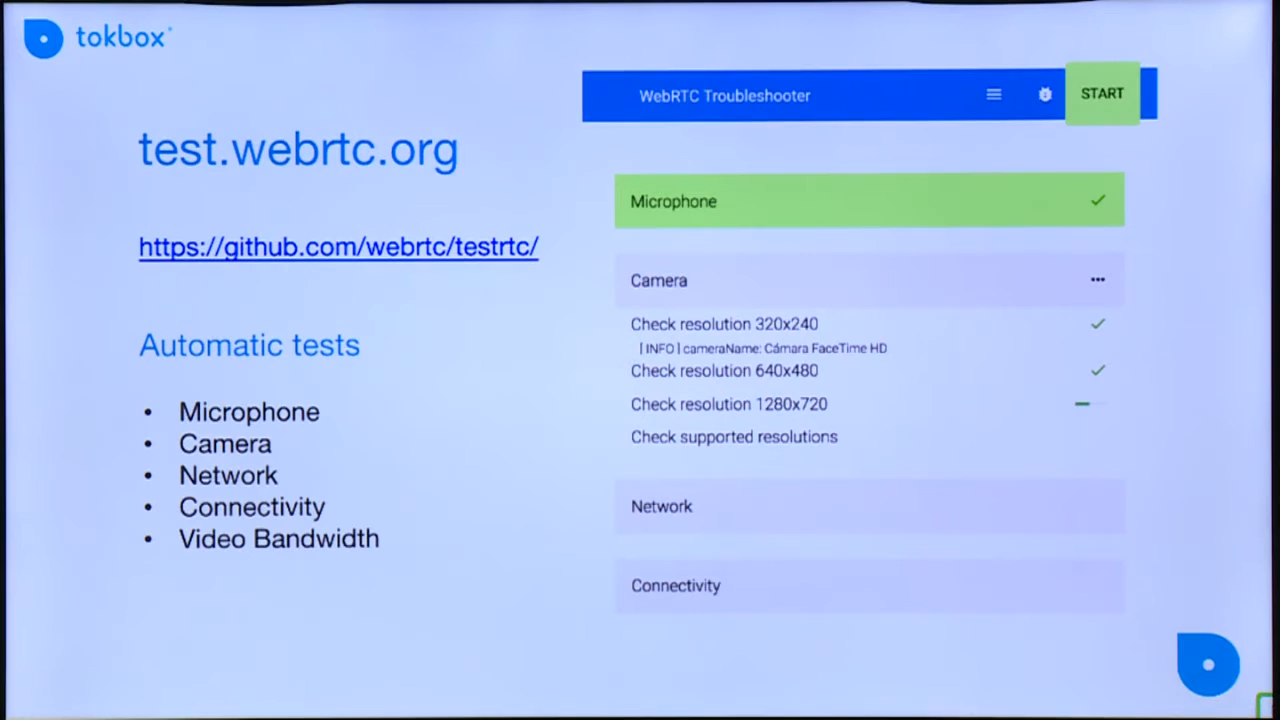 tokbox
test.webrtc.org
https://github.com/webrtc/testrtc/
Automatic tests
• Microphone
• Camera
• Network
• Connectivity
• Video Bandwidth
WebRTC Troubleshooter
START
Microphone
Camera
Check resolution 320x240
[ INFO ] cameraName: Cámara FaceTime HD
Check resolution 640x480
Check resolution 1280x720
Check supported resolutions
Network
Connectivity